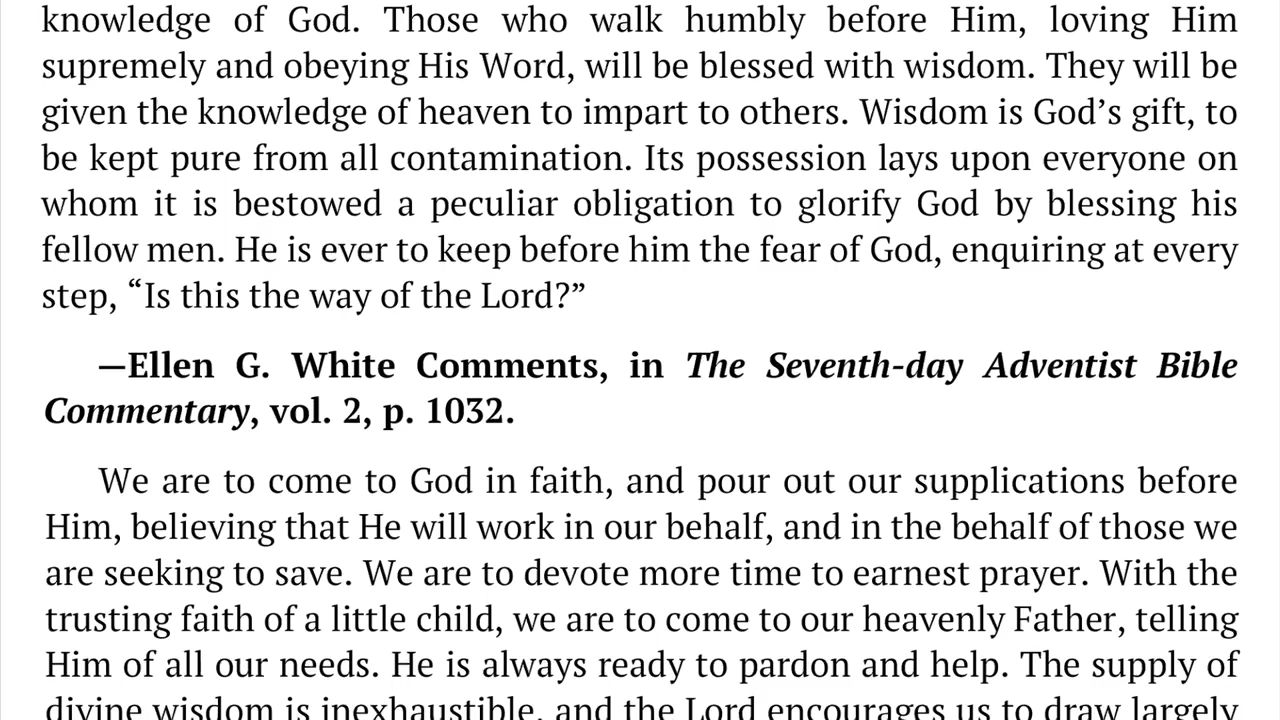 knowledge of God. Those who walk humbly before Him, loving Him
supremely and obeying His Word, will be blessed with wisdom. They will be
given the knowledge of heaven to impart to others. Wisdom is God’s gift, to
be kept pure from all contamination. Its possession lays upon everyone on
whom it is bestowed a peculiar obligation to glorify God by blessing his
fellow men. He is ever to keep before him the fear of God, enquiring at every
step, “Is this the way of the Lord?”
—Ellen G. White Comments, in The Seventh-day Adventist Bible
Commentary, vol. 2, p. 1032.
We are to come to God in faith, and pour out our supplications before
Him, believing that He will work in our behalf, and in the behalf of those we
are seeking to save. We are to devote more time to earnest prayer. With the
trusting faith of a little child, we are to come to our heavenly Father, telling
Him of all our needs. He is always ready to pardon and help. The supply of
divine wisdom is inexhaustible, and the Lord encourages us to draw largely